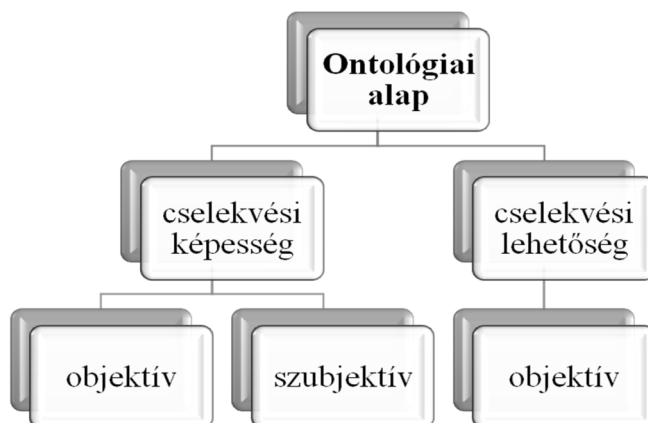 Ontológiai
alap
cselekvési
képesség
cselekvési
lehetőség
objektív
szubjektív
objektív